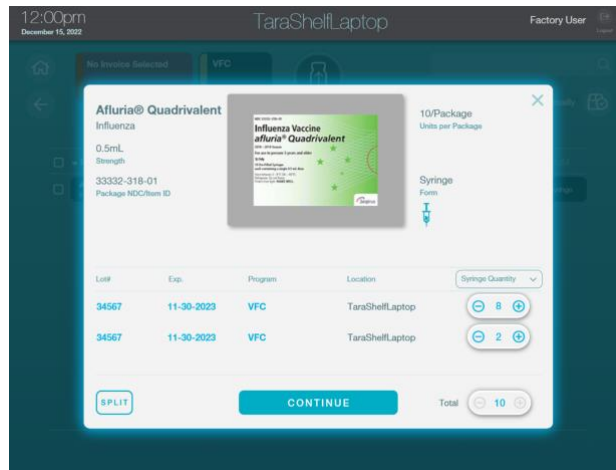 12:00pm
December 15, 2022
TaraShelfLaptop
Factory User
Logout
No Invoice Selected
VFC
Afluria® Quadrivalent
Influenza
0.5mL
Strength
33332-318-01
Package NDC/Item ID
Influenza Vaccine
afluria® Quadrivalent
Seqirus
10/Package
Units per Package
Syringe
Form
Lot# Exp. Program Location Syringe Quantity
34567 11-30-2023 VFC TaraShelfLaptop 8
34567 11-30-2023 VFC TaraShelfLaptop 2
SPLIT
CONTINUE
Total 10